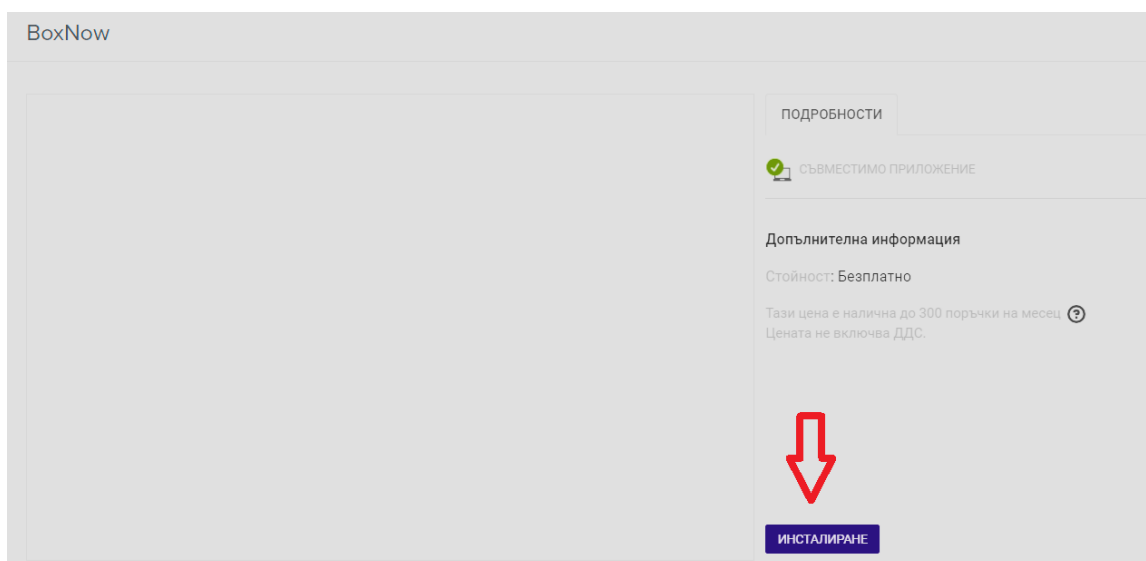 BoxNow
ПОДРОБНОСТИ
СЪВМЕСТИМО ПРИЛОЖЕНИЕ
Допълнителна информация
Стойност: Безплатно
Тази цена е налична до 300 поръчки на месец ?
Цената не включва ДДС.
ИНСТАЛИРАНЕ